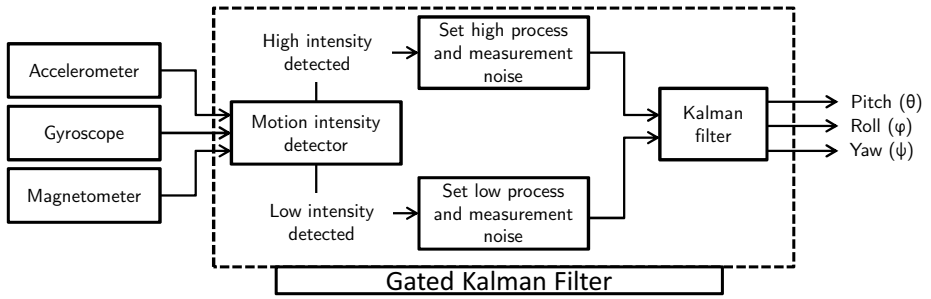 Accelerometer
Gyroscope
Magnetometer
High intensity
detected
Motion intensity
detector
Low intensity
detected
Set high process
and measurement
noise
Set low process
and measurement
noise
Kalman
filter
Pitch (θ)
Roll (φ)
Yaw (ψ)
Gated Kalman Filter